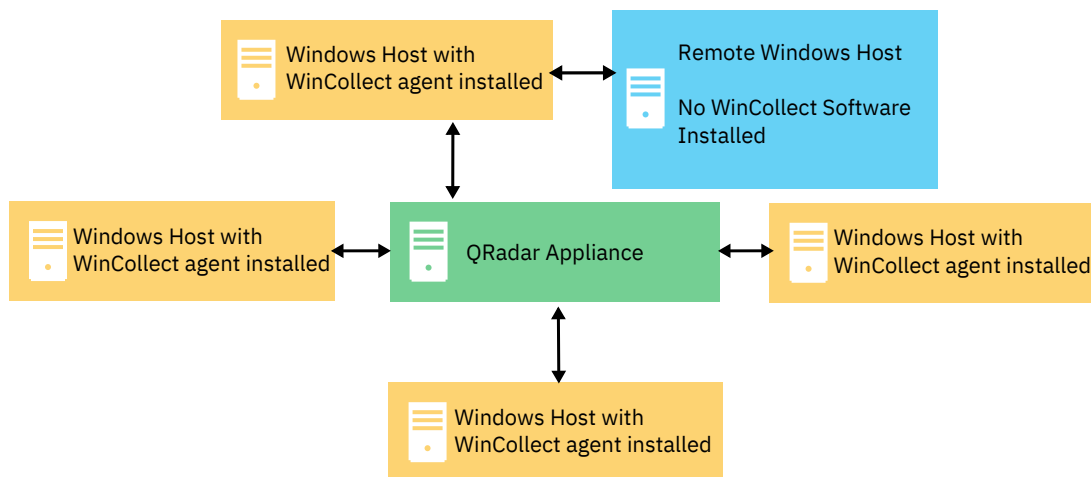 Windows Host with
WinCollect agent installed
Remote Windows Host
No WinCollect Software
Installed
Windows Host with
WinCollect agent installed
QRadar Appliance
Windows Host with
WinCollect agent installed
Windows Host with
WinCollect agent installed